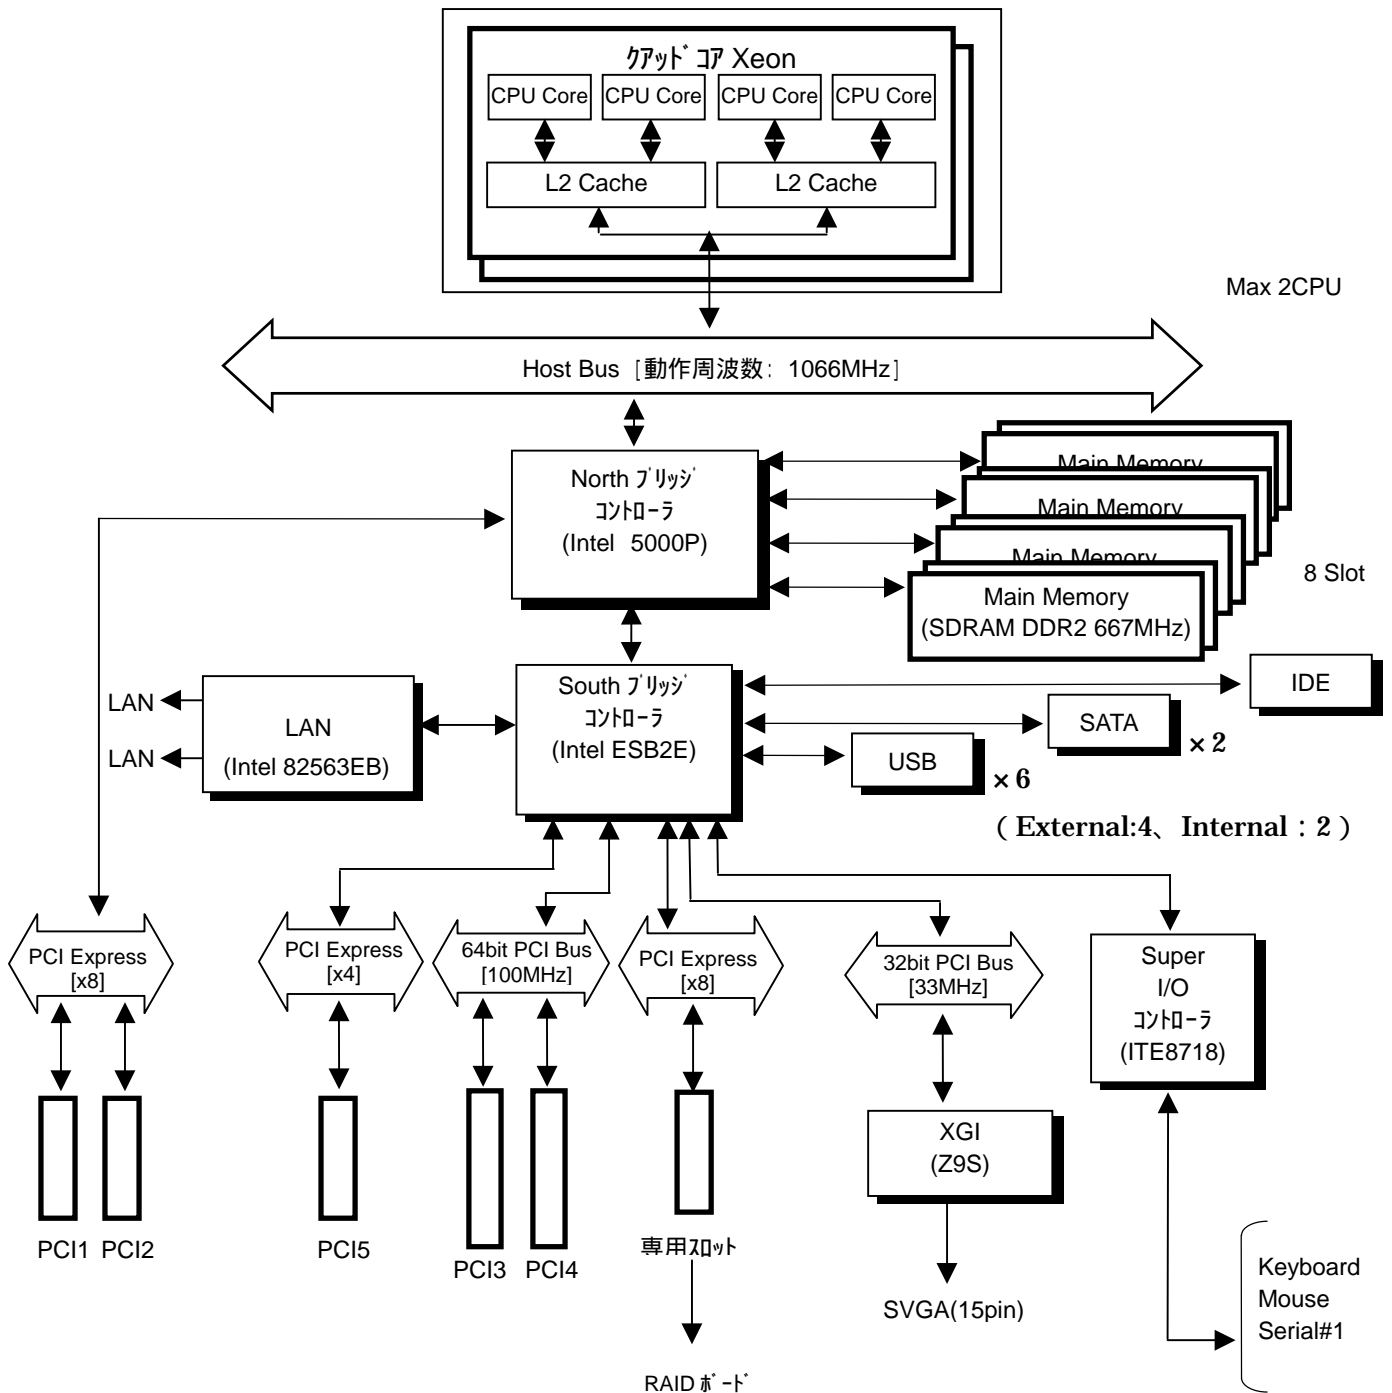 ｸｱｯﾄﾞ ｺｱ Xeon
CPU Core CPU Core CPU Core CPU Core
L2 Cache L2 Cache
Max 2CPU
Host Bus [動作周波数: 1066MHz]
North ﾌﾞﾘｯｼﾞ
ｺﾝﾄﾛｰﾗ
(Intel 5000P)
Main Memory
Main Memory
Main Memory
Main Memory
(SDRAM DDR2 667MHz)
8 Slot
South ﾌﾞﾘｯｼﾞ
ｺﾝﾄﾛｰﾗ
(Intel ESB2E)
LAN
LAN
LAN
(Intel 82563EB)
IDE
SATA
×2
USB
×6
(External:4、Internal:2)
PCI Express
[x8]
PCI Express
[x4]
64bit PCI Bus
[100MHz]
PCI Express
[x8]
32bit PCI Bus
[33MHz]
Super
I/O
ｺﾝﾄﾛｰﾗ
(ITE8718)
XGI
(Z9S)
PCI1 PCI2
PCI5
PCI3 PCI4
専用ｽﾛｯﾄ
SVGA(15pin)
Keyboard
Mouse
Serial#1
RAID ﾎﾞｰﾄﾞ